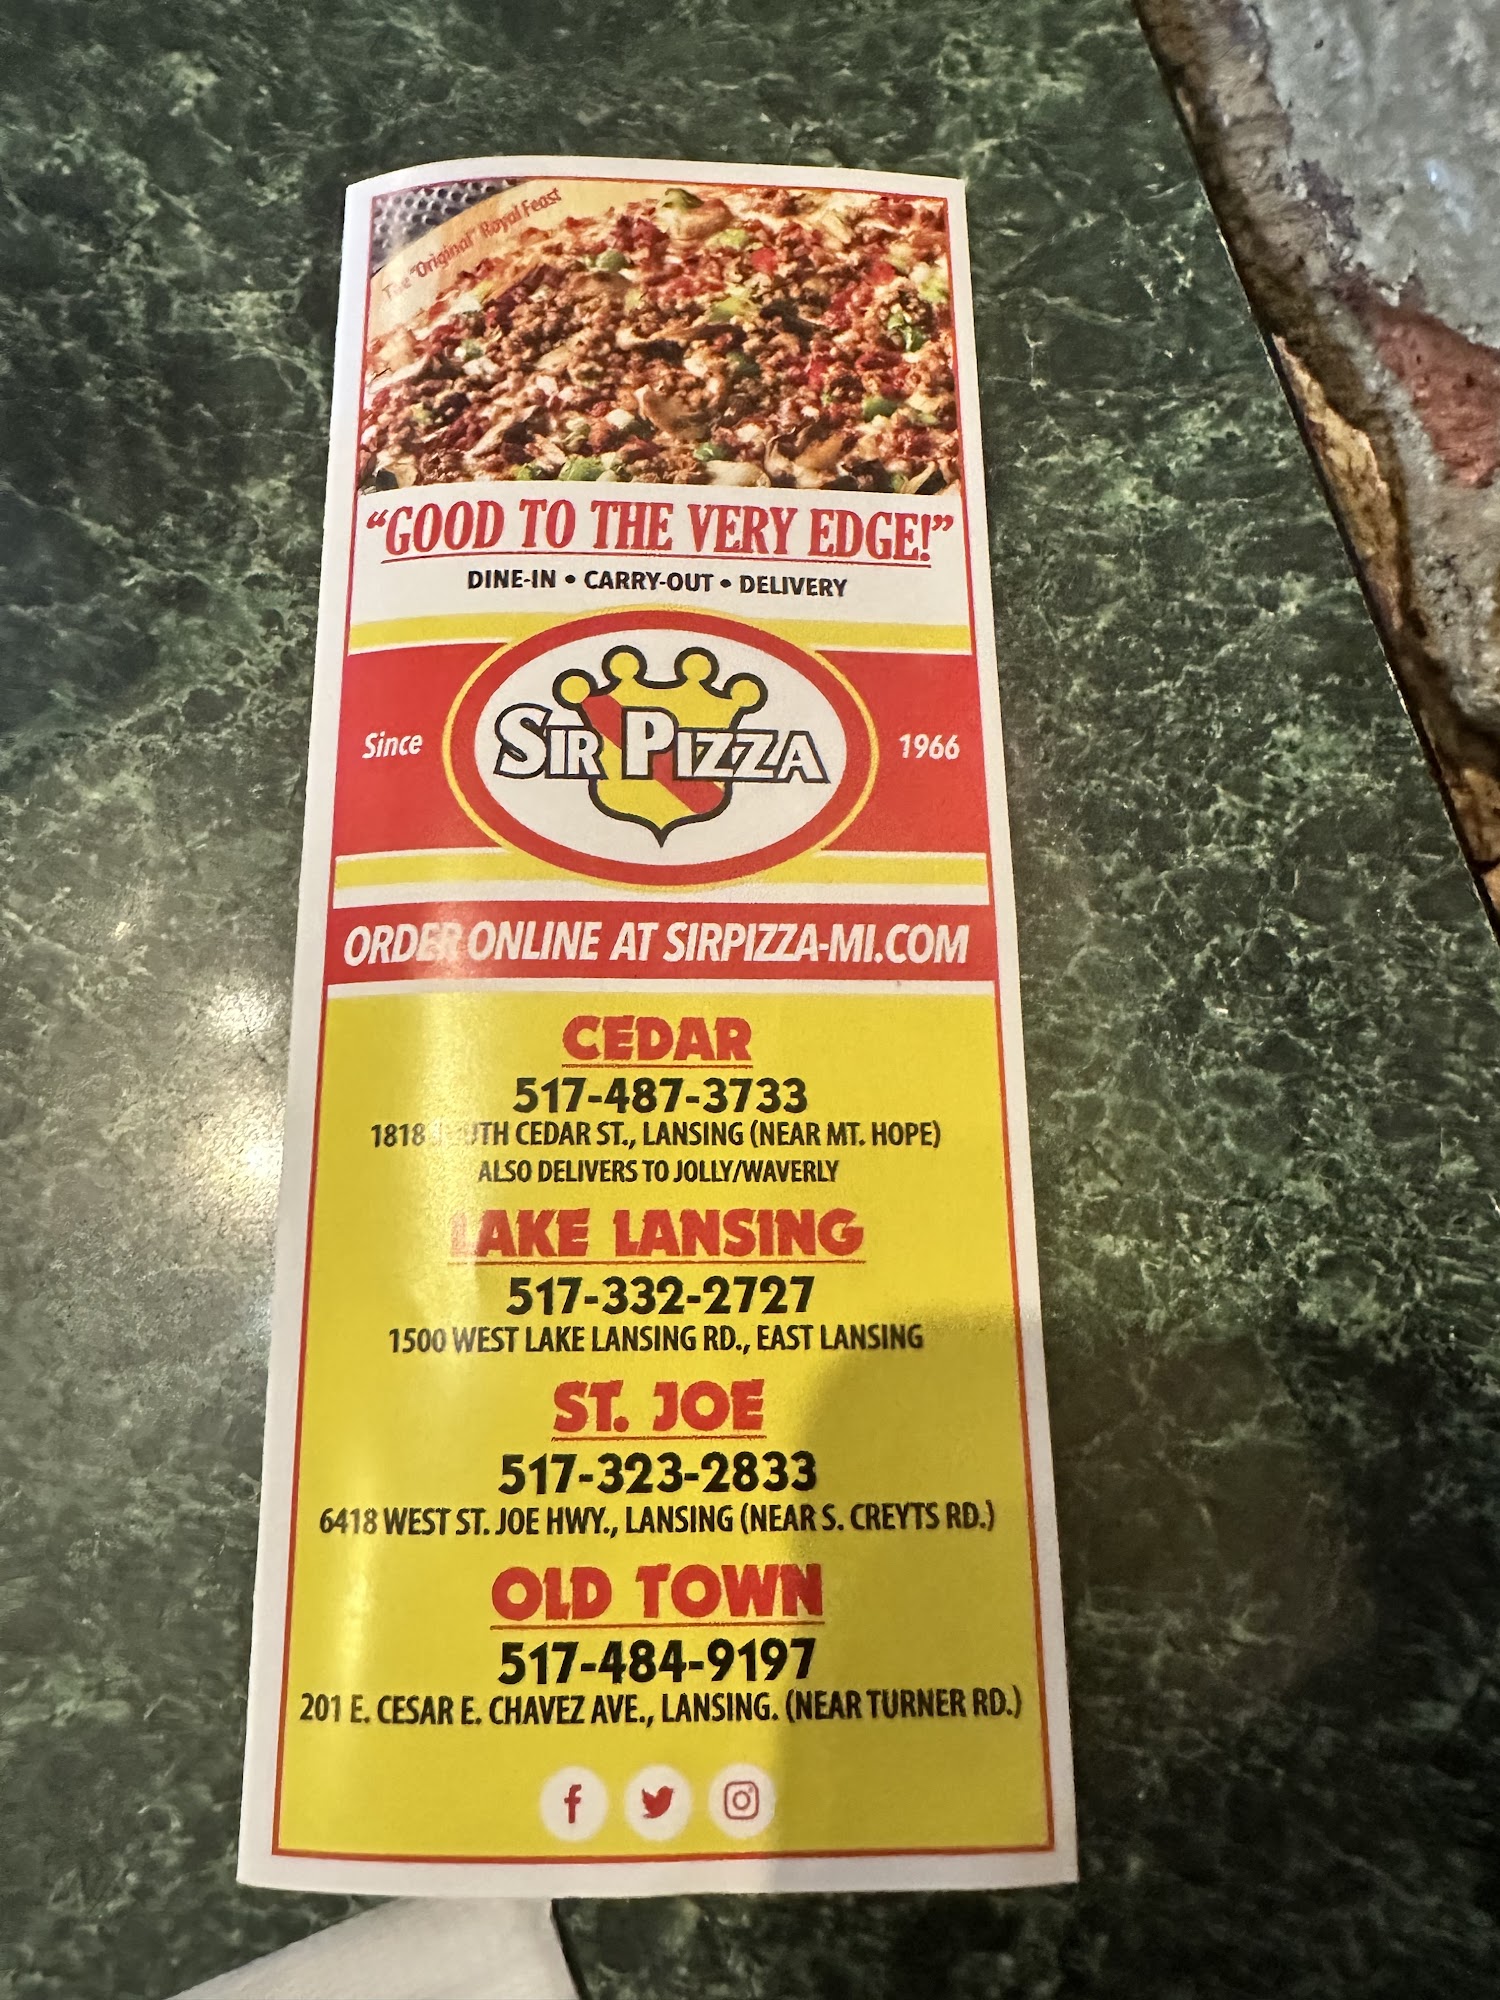 The "Original" Royal Feast
"GOOD TO THE VERY EDGE!"
DINE-IN • CARRY-OUT • DELIVERY
Since
SIR PIZZA
1966
ORDER ONLINE AT SIRPIZZA-MI.COM
CEDAR
517-487-3733
1818 SOUTH CEDAR ST., LANSING (NEAR MT. HOPE)
ALSO DELIVERS TO JOLLY/WAVERLY
LAKE LANSING
517-332-2727
1500 WEST LAKE LANSING RD., EAST LANSING
ST. JOE
517-323-2833
6418 WEST ST. JOE HWY., LANSING (NEAR S. CREYTS RD.)
OLD TOWN
517-484-9197
201 E. CESAR E. CHAVEZ AVE., LANSING. (NEAR TURNER RD.)